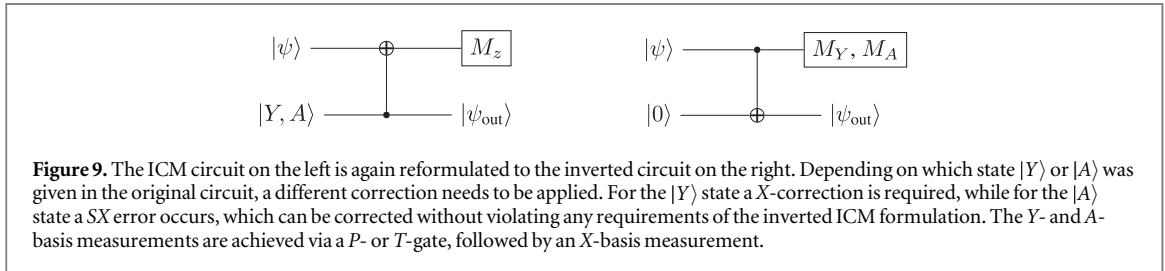 |ψ⟩ M_z |ψ⟩ M_Y, M_A
|Y, A⟩ |ψ_out⟩ |0⟩ |ψ_out⟩
Figure 9. The ICM circuit on the left is again reformulated to the inverted circuit on the right. Depending on which state |Y⟩ or |A⟩ was
given in the original circuit, a different correction needs to be applied. For the |Y⟩ state a X-correction is required, while for the |A⟩
state a SX error occurs, which can be corrected without violating any requirements of the inverted ICM formulation. The Y- and A-
basis measurements are achieved via a P- or T-gate, followed by an X-basis measurement.